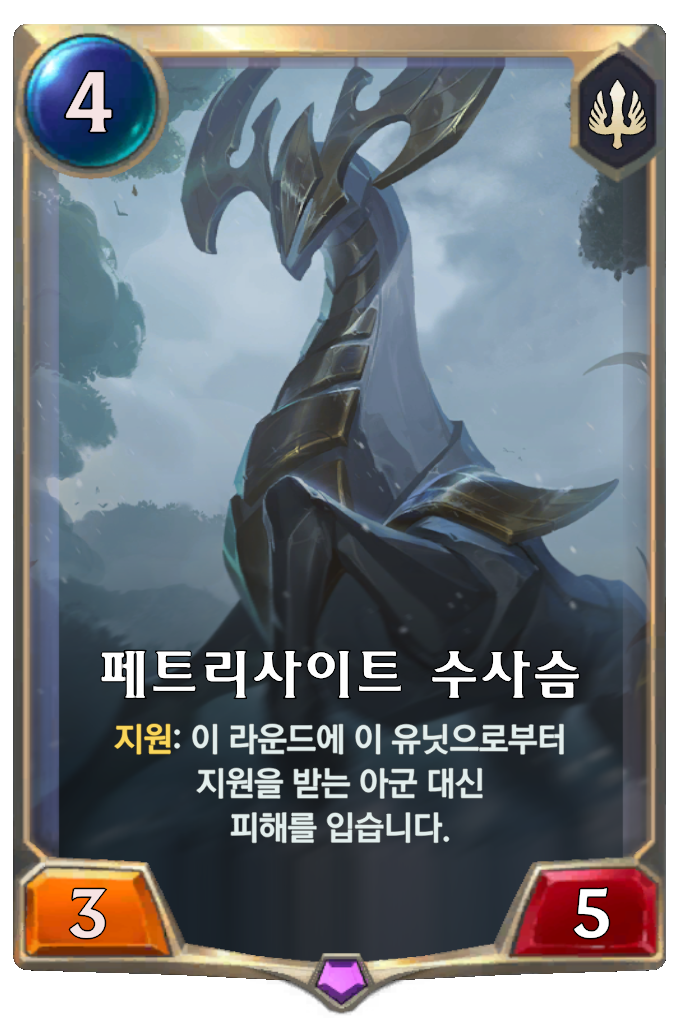 4
페트리사이트 수사슴
지원: 이 라운드에 이 유닛으로부터
지원을 받는 아군 대신
피해를 입습니다.
3
5